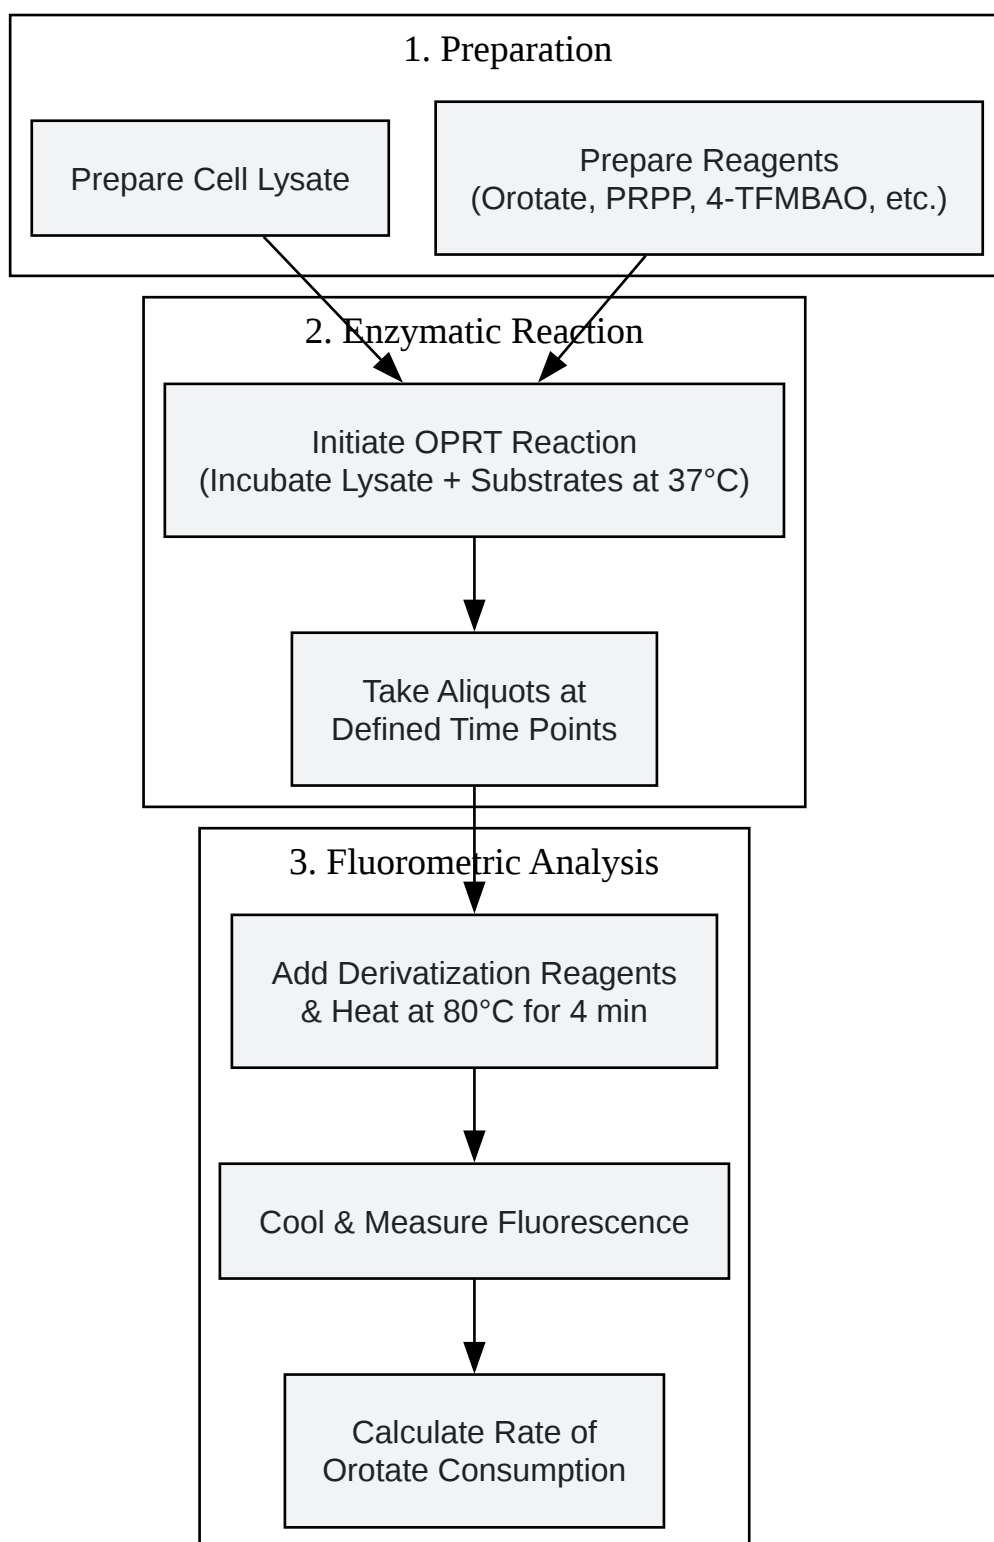 1. Preparation
Prepare Cell Lysate
Prepare Reagents
(Orotate, PRPP, 4-TFMBAO, etc.)
2. Enzymatic Reaction
Initiate OPRT Reaction
(Incubate Lysate + Substrates at 37°C)
Take Aliquots at
Defined Time Points
3. Fluorometric Analysis
Add Derivatization Reagents
& Heat at 80°C for 4 min
Cool & Measure Fluorescence
Calculate Rate of
Orotate Consumption